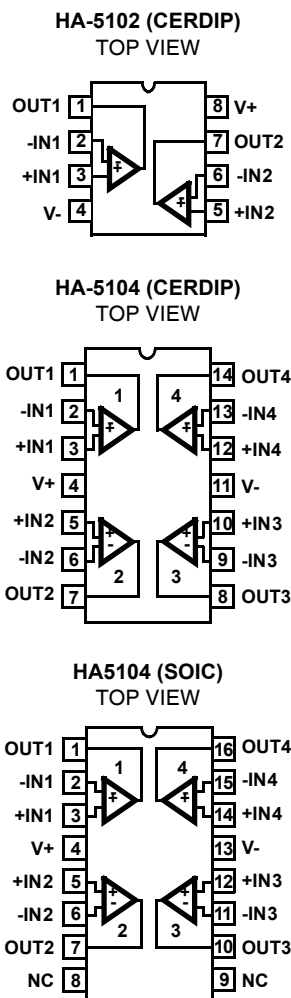 HA-5102 (CERDIP)
TOP VIEW
OUT1 1 8 V+
-IN1 2 7 OUT2
+IN1 3 6 -IN2
V- 4 5 +IN2
- + + -
HA-5104 (CERDIP)
TOP VIEW
OUT1 1 14 OUT4
1 4
-IN1 2 13 -IN4
+IN1 3 12 +IN4
V+ 4 11 V-
+IN2 5 10 +IN3
-IN2 6 9 -IN3
2 3
OUT2 7 8 OUT3
HA5104 (SOIC)
TOP VIEW
OUT1 1 16 OUT4
1 4
-IN1 2 15 -IN4
+IN1 3 14 +IN4
V+ 4 13 V-
+IN2 5 12 +IN3
-IN2 6 11 -IN3
2 3
OUT2 7 10 OUT3
NC 8 9 NC